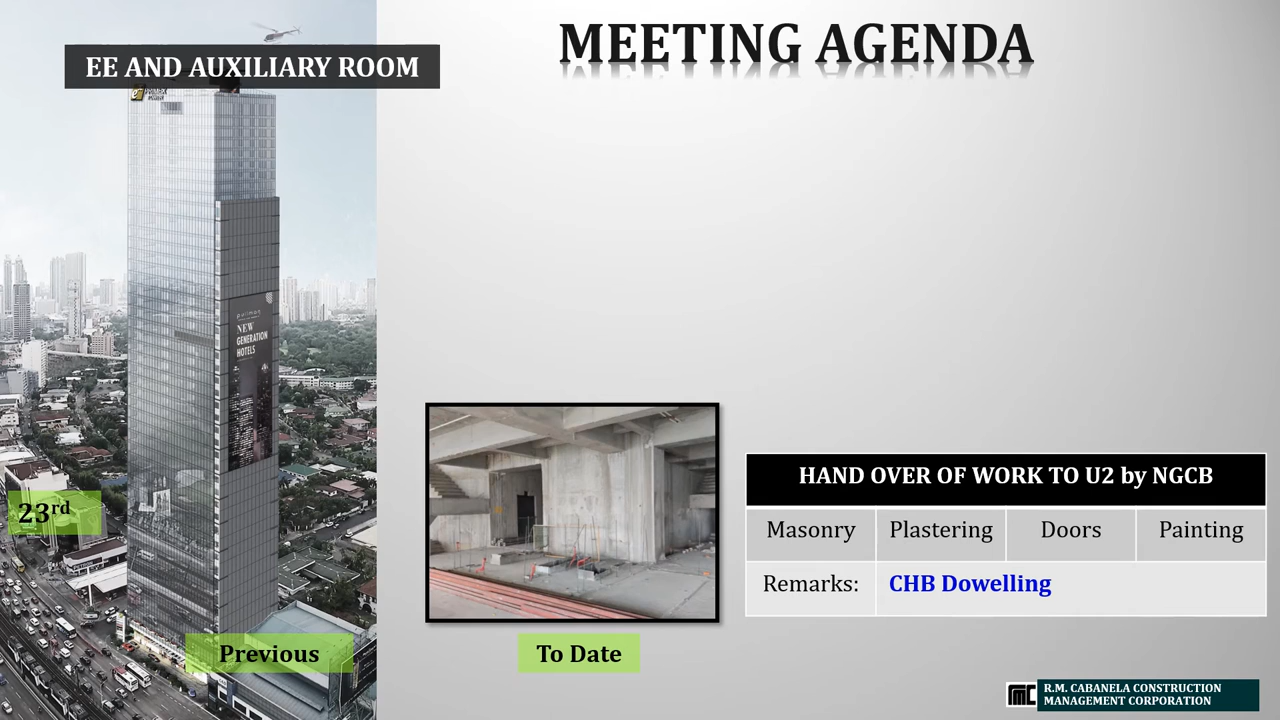 MEETING AGENDA
EE AND AUXILIARY ROOM
pullman
NEW
GENERATION
HOTELS
23rd
HAND OVER OF WORK TO U2 by NGCB
Masonry Plastering Doors Painting
Remarks: CHB Dowelling
Previous
To Date
R.M. CABANELA CONSTRUCTION
MANAGEMENT CORPORATION